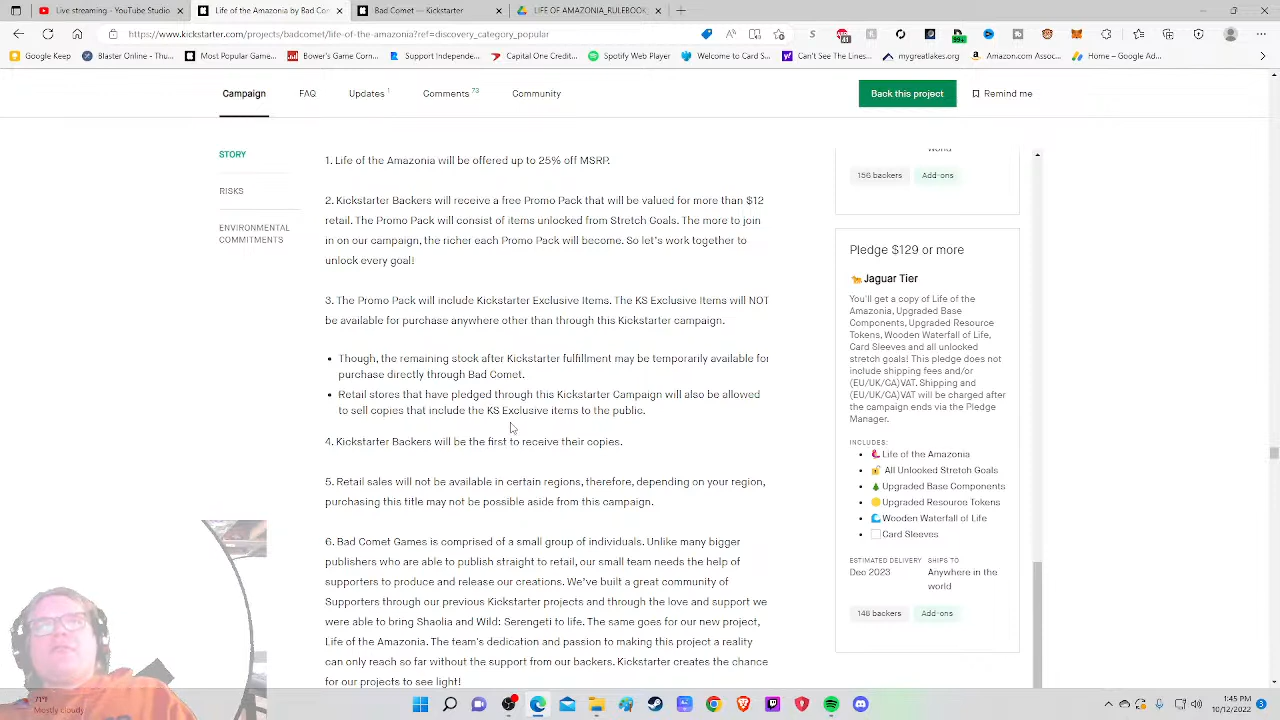 Live streaming - YouTube Studio
Life of the Amazonia by Bad Com
Bad Comet — Kickstarter
LIFE OF AMAZONIA_RULEBOOK
https://www.kickstarter.com/projects/badcomet/life-of-the-amazonia?ref=discovery_category_popular
Google Keep
Blaster Online: The...
Most Popular Game...
Bower's Game Corn...
Support Independe...
Capital One Credit...
Spotify Web Player
Welcome to Card S...
Can't See The Lines...
mygreatlakes.org
Amazon.com Assoc...
Home – Google Ad...
Campaign
FAQ
Updates 1
Comments 73
Community
Back this project
Remind me
STORY
RISKS
ENVIRONMENTAL
COMMITMENTS
1. Life of the Amazonia will be offered up to 25% off MSRP.
2. Kickstarter Backers will receive a free Promo Pack that will be valued for more than $12
retail. The Promo Pack will consist of items unlocked from Stretch Goals. The more to join
in on our campaign, the richer each Promo Pack will become. So let's work together to
unlock every goal!
3. The Promo Pack will include Kickstarter Exclusive Items. The KS Exclusive Items will NOT
be available for purchase anywhere other than through this Kickstarter campaign.
Though, the remaining stock after Kickstarter fulfillment may be temporarily available for
purchase directly through Bad Comet.
Retail stores that have pledged through this Kickstarter Campaign will also be allowed
to sell copies that include the KS Exclusive items to the public.
4. Kickstarter Backers will be the first to receive their copies.
5. Retail sales will not be available in certain regions, therefore, depending on your region,
purchasing this title may not be possible aside from this campaign.
6. Bad Comet Games is comprised of a small group of individuals. Unlike many bigger
publishers who are able to publish straight to retail, our small team needs the help of
supporters to produce and release our creations. We've built a great community of
Supporters through our previous Kickstarter projects and through the love and support we
were able to bring Shaolia and Wild: Serengeti to life. The same goes for our new project,
Life of the Amazonia. The team's dedication and passion to making this project a reality
can only reach so far without the support from our backers. Kickstarter creates the chance
for our projects to see light!
world
156 backers
Add-ons
Pledge $129 or more
Jaguar Tier
You'll get a copy of Life of the
Amazonia, Upgraded Base
Components, Upgraded Resource
Tokens, Wooden Waterfall of Life,
Card Sleeves and all unlocked
stretch goals! This pledge does not
include shipping fees and/or
(EU/UK/CA)VAT. Shipping and
(EU/UK/CA)VAT will be charged after
the campaign ends via the Pledge
Manager.
INCLUDES:
Life of the Amazonia
All Unlooked Stretch Goals
Upgraded Base Components
Upgraded Resource Tokens
Wooden Waterfall of Life
Card Sleeves
ESTIMATED DELIVERY
Dec 2023
SHIPS TO
Anywhere in the
world
146 backers
Add-ons
71°F
Mostly cloudy
1:45 PM
10/12/2022